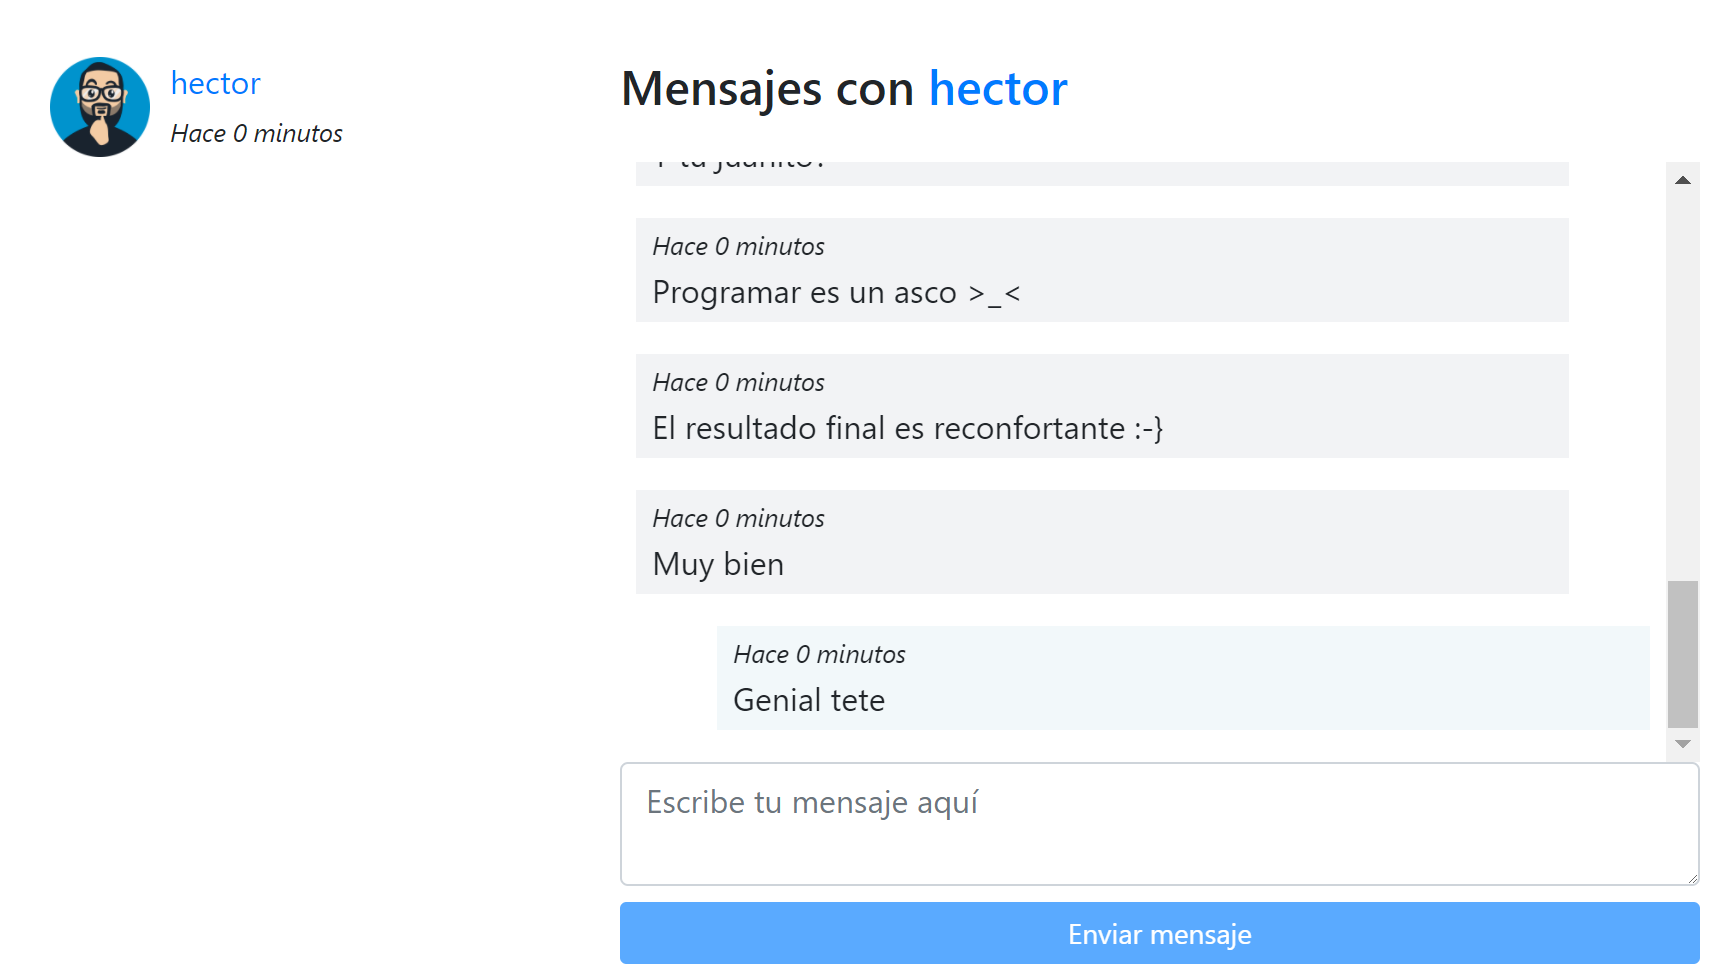 hector
Hace 0 minutos
Mensajes con hector
Y tu juanito?
Hace 0 minutos
Programar es un asco >_<
Hace 0 minutos
El resultado final es reconfortante :-}
Hace 0 minutos
Muy bien
Hace 0 minutos
Genial tete
Escribe tu mensaje aquí
Enviar mensaje